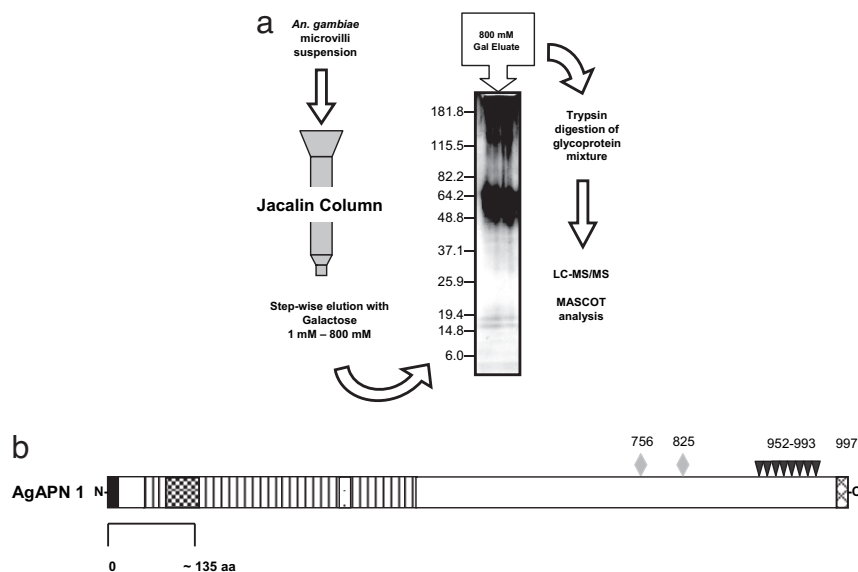 a
An. gambiae
microvilli
suspension
Jacalin Column
Step-wise elution with
Galactose
1 mM – 800 mM
800 mM
Gal Eluate
181.8
115.5
82.2
64.2
48.8
37.1
25.9
19.4
14.8
6.0
Trypsin
digestion of
glycoprotein
mixture
LC-MS/MS
MASCOT
analysis
b
756 825 952-993 997
AgAPN 1 N- -C
0 ~ 135 aa